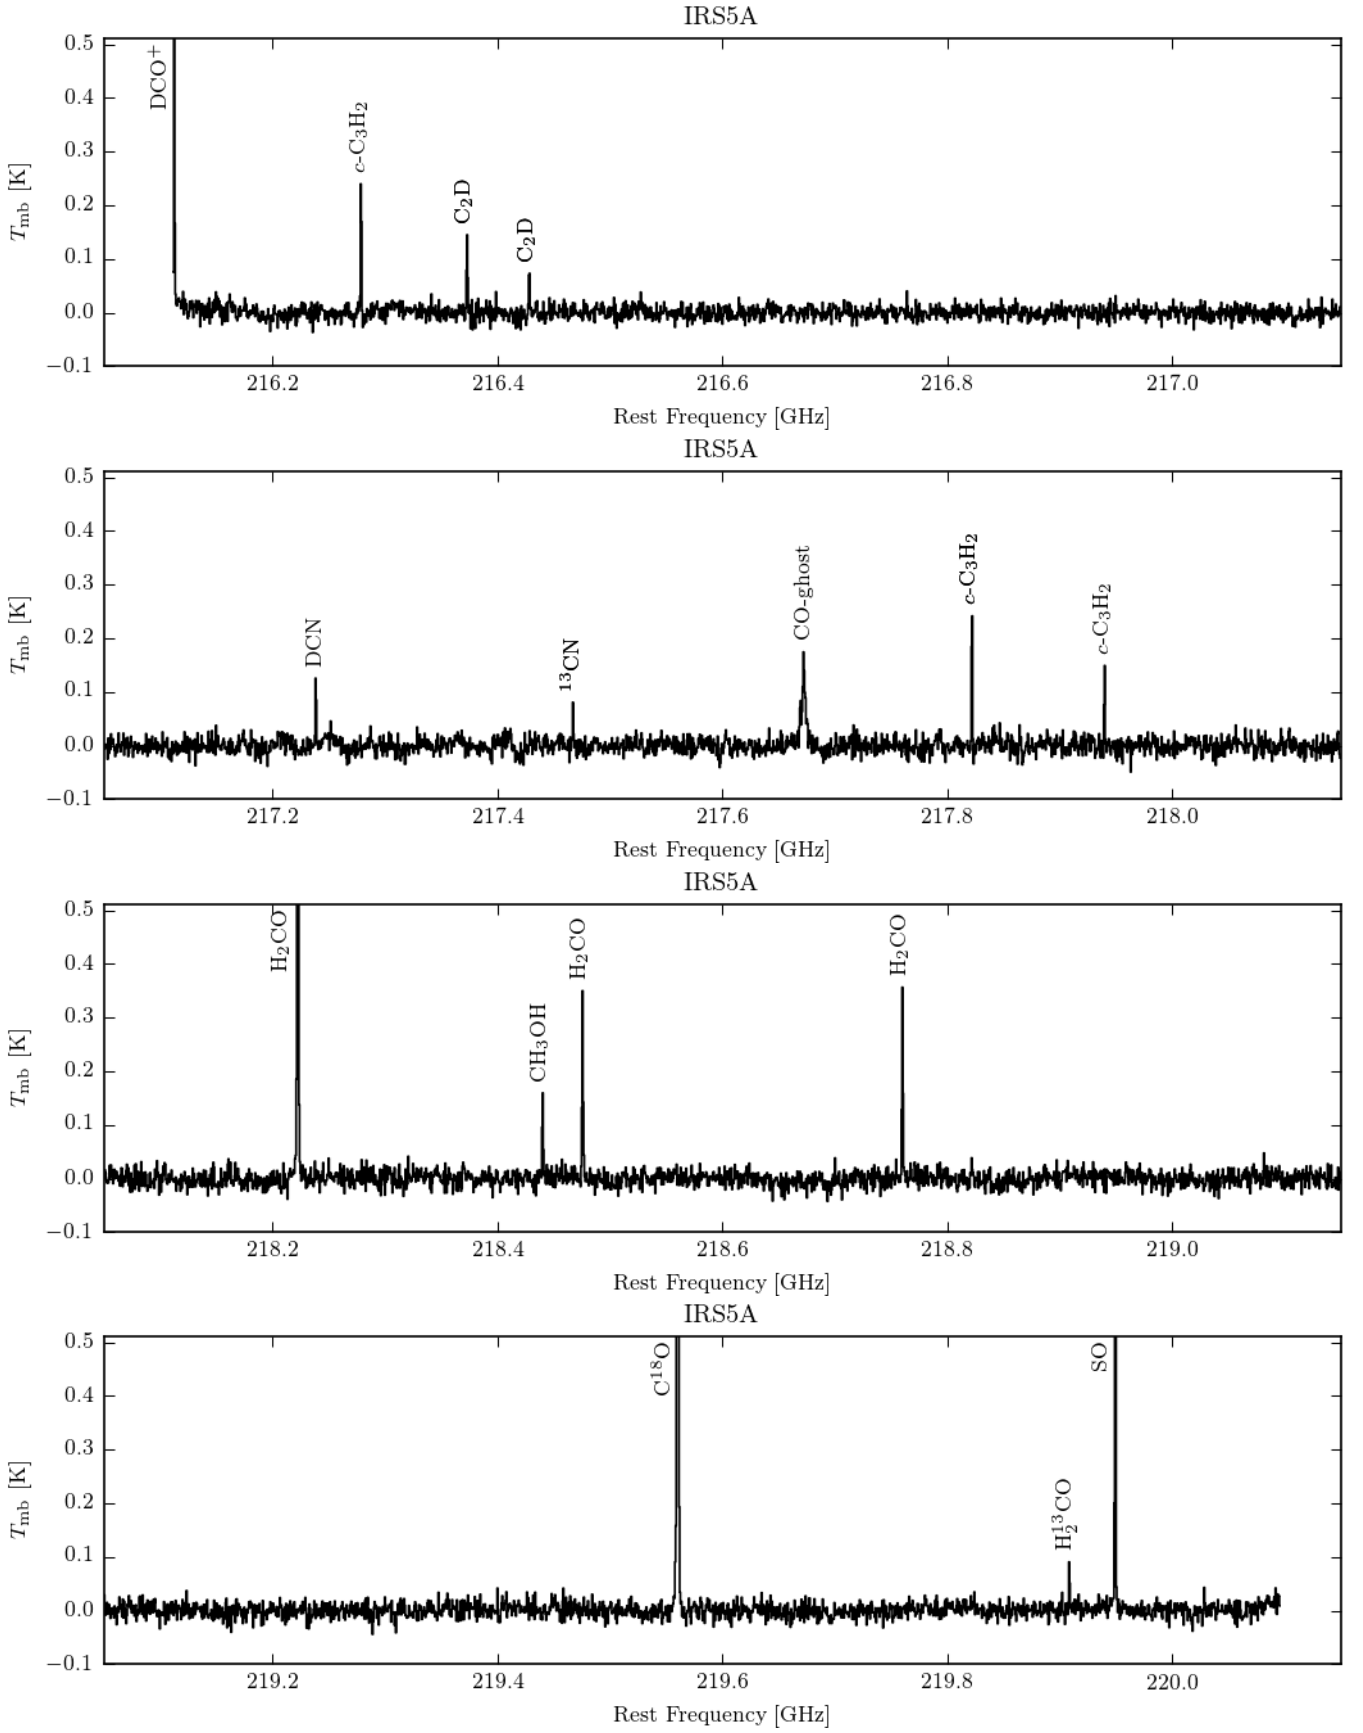 IRS5A
0.5
0.4
0.3
0.2
0.1
0.0
−0.1
T_mb [K]
DCO⁺
c-C₃H₂
C₂D
C₂D
216.2 216.4 216.6 216.8 217.0
Rest Frequency [GHz]
IRS5A
0.5
0.4
0.3
0.2
0.1
0.0
−0.1
T_mb [K]
DCN
¹³CN
CO-ghost
c-C₃H₂
c-C₃H₂
217.2 217.4 217.6 217.8 218.0
Rest Frequency [GHz]
IRS5A
0.5
0.4
0.3
0.2
0.1
0.0
−0.1
T_mb [K]
H₂CO
CH₃OH
H₂CO
H₂CO
218.2 218.4 218.6 218.8 219.0
Rest Frequency [GHz]
IRS5A
0.5
0.4
0.3
0.2
0.1
0.0
−0.1
T_mb [K]
C¹⁸O
H₂¹³CO
SO
219.2 219.4 219.6 219.8 220.0
Rest Frequency [GHz]